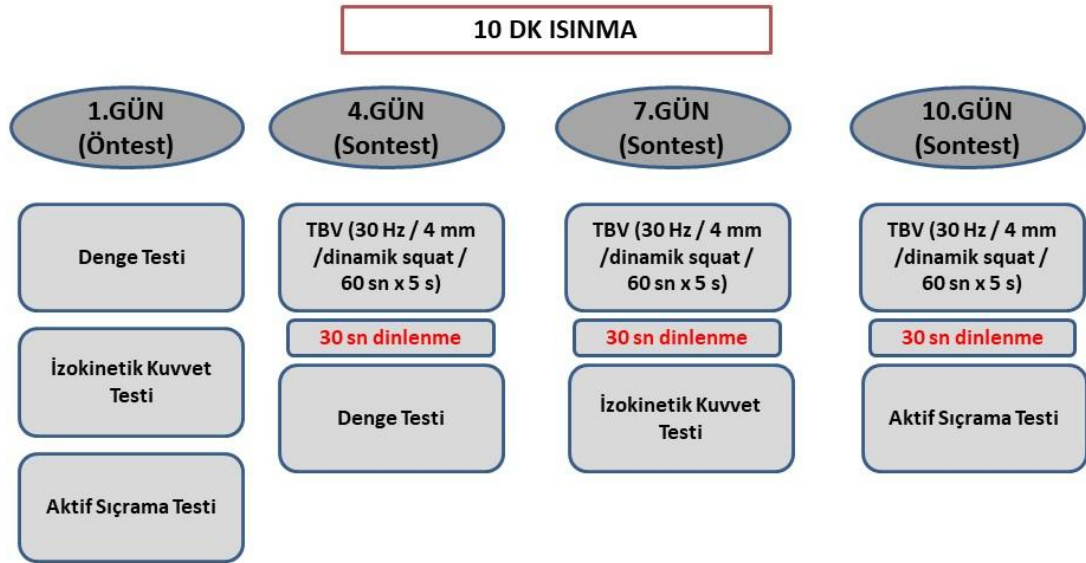 10 DK ISINMA
1.GÜN
(Öntest)
4.GÜN
(Sontest)
7.GÜN
(Sontest)
10.GÜN
(Sontest)
Denge Testi
İzokinetik Kuvvet
Testi
Aktif Sıçrama Testi
TBV (30 Hz / 4 mm
/dinamik squat /
60 sn x 5 s)
30 sn dinlenme
Denge Testi
TBV (30 Hz / 4 mm
/dinamik squat /
60 sn x 5 s)
30 sn dinlenme
İzokinetik Kuvvet
Testi
TBV (30 Hz / 4 mm
/dinamik squat /
60 sn x 5 s)
30 sn dinlenme
Aktif Sıçrama Testi